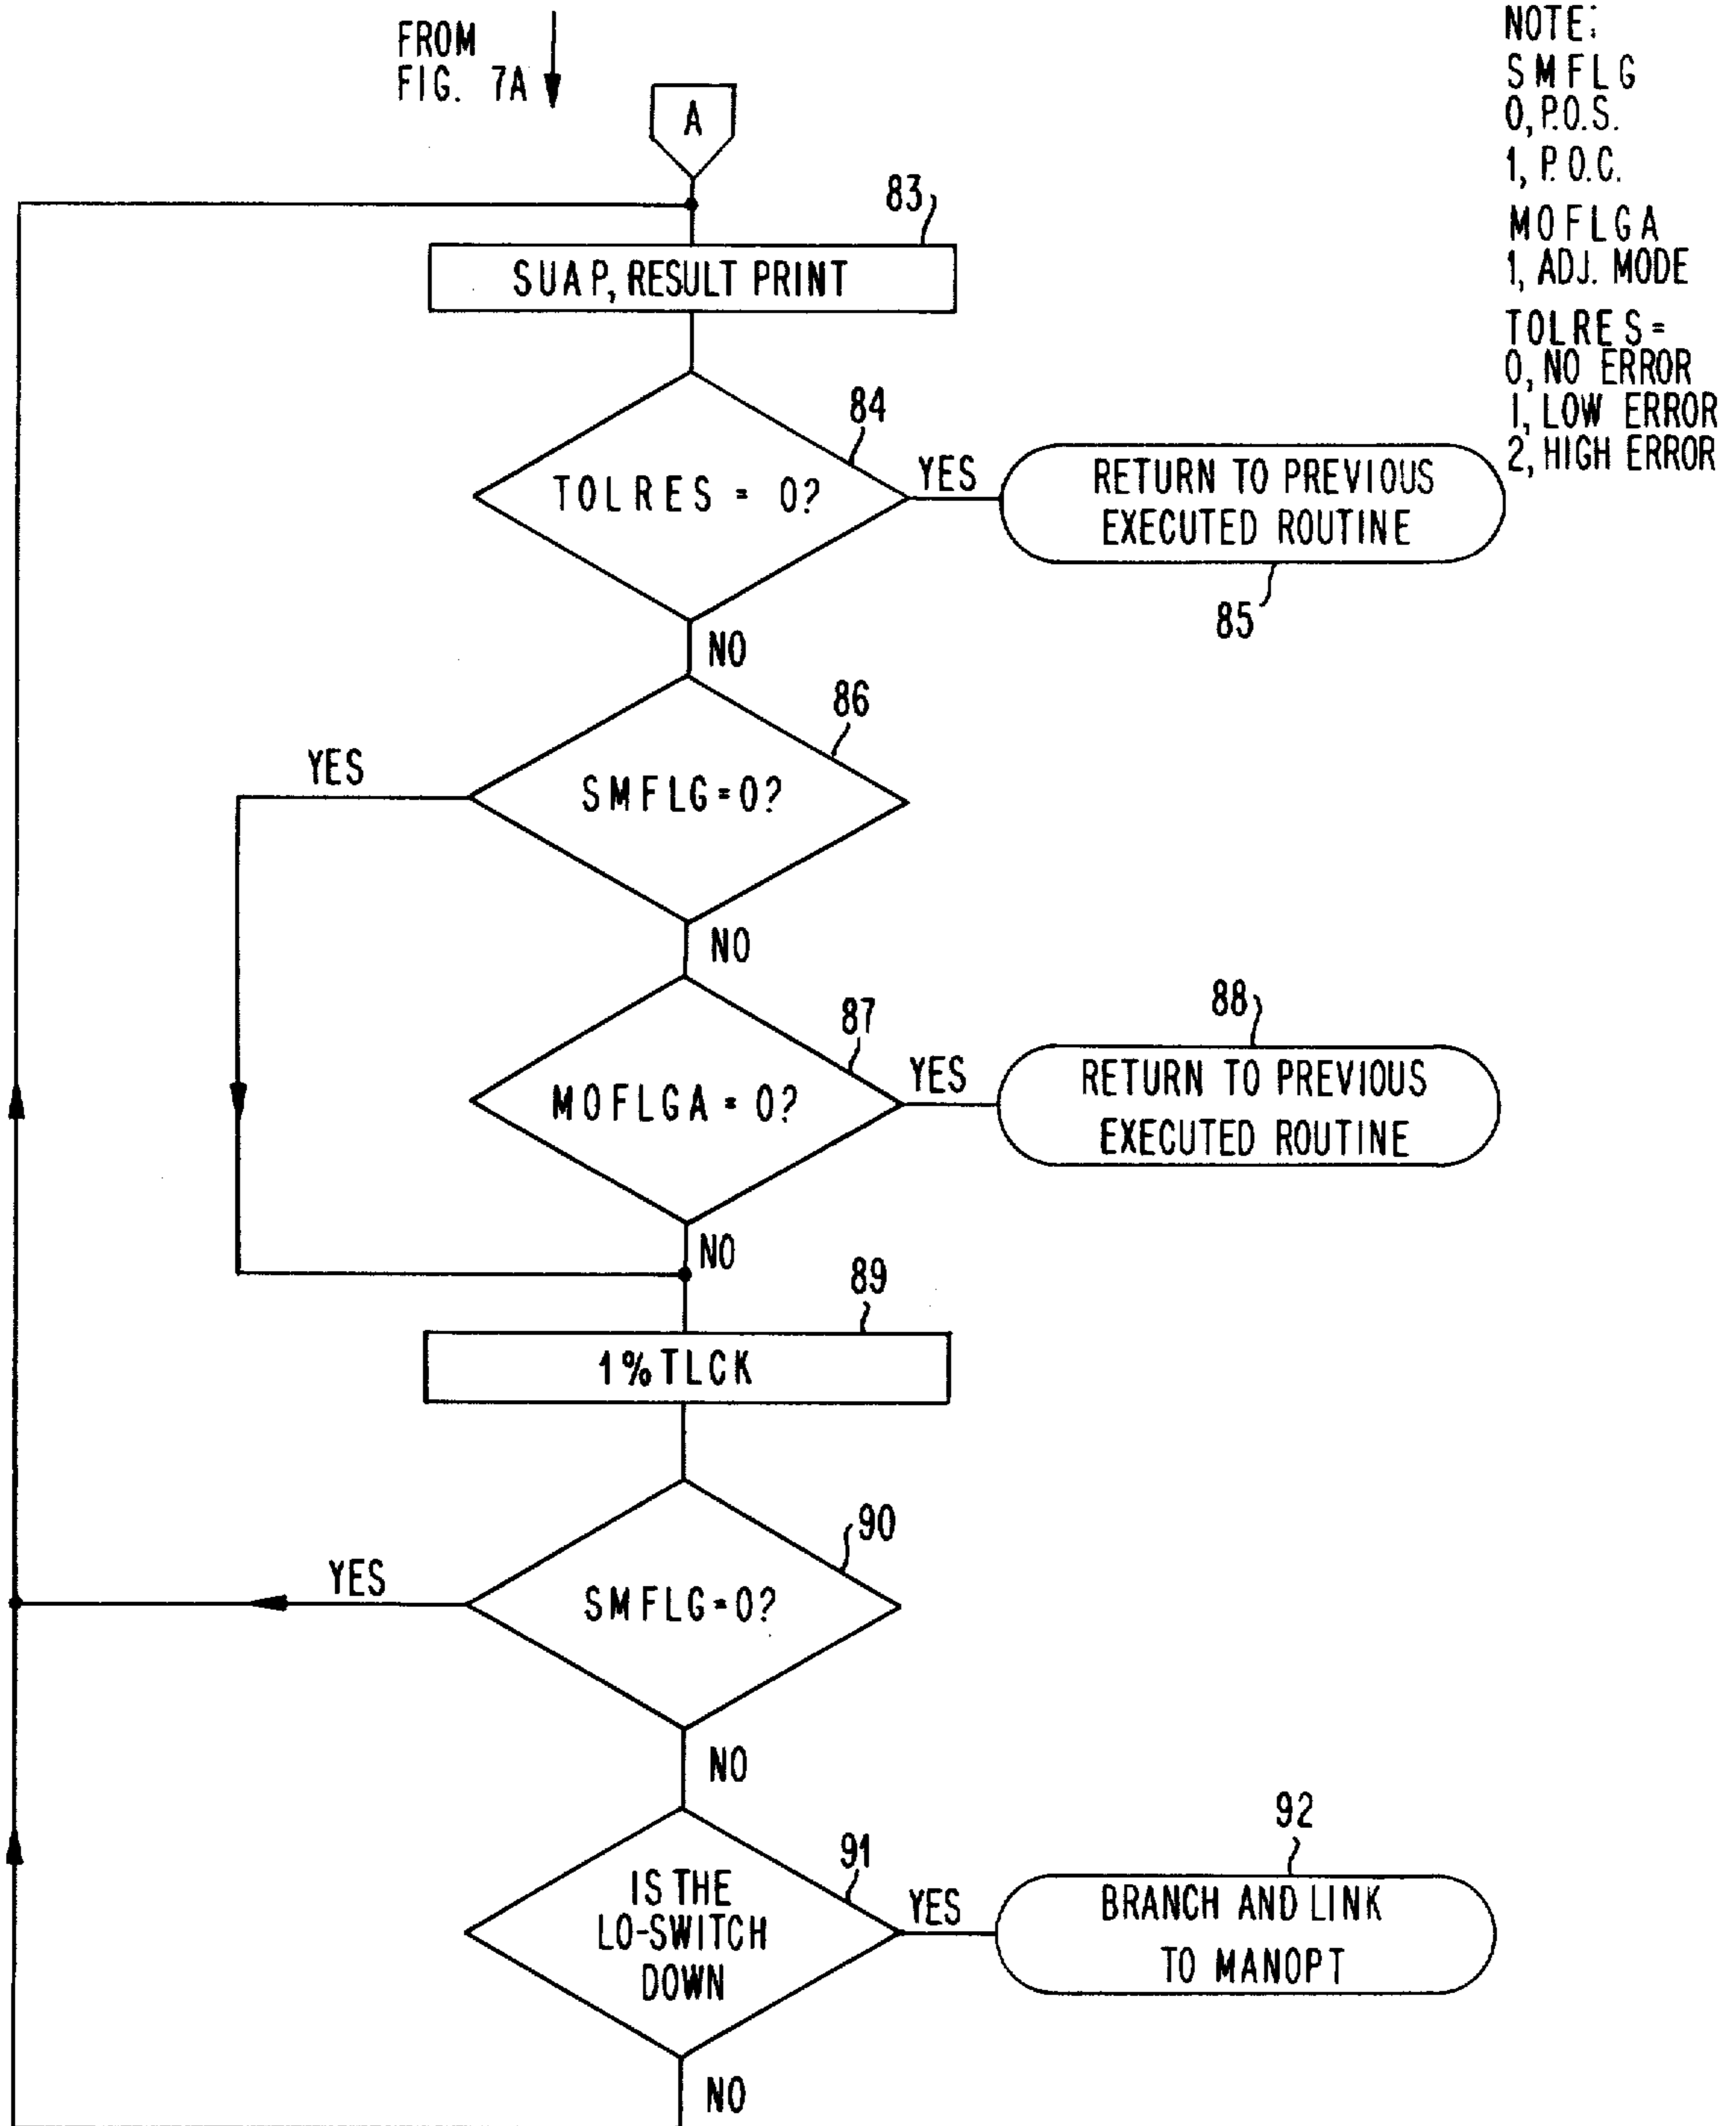 FROM
FIG. 7A
A
NOTE:
SMFLG
0, P.O.S.
1, P.O.C.
MOFLGA
1, ADJ. MODE
TOLRES =
0, NO ERROR
1, LOW ERROR
2, HIGH ERROR
83
SUAP, RESULT PRINT
84
TOLRES = 0?
YES
RETURN TO PREVIOUS
EXECUTED ROUTINE
85
NO
86
YES
SMFLG=0?
NO
87
MOFLGA = 0?
YES
88
RETURN TO PREVIOUS
EXECUTED ROUTINE
NO
89
1%TLCK
90
YES
SMFLG=0?
NO
91
IS THE
LO-SWITCH
DOWN
YES
92
BRANCH AND LINK
TO MANOPT
NO